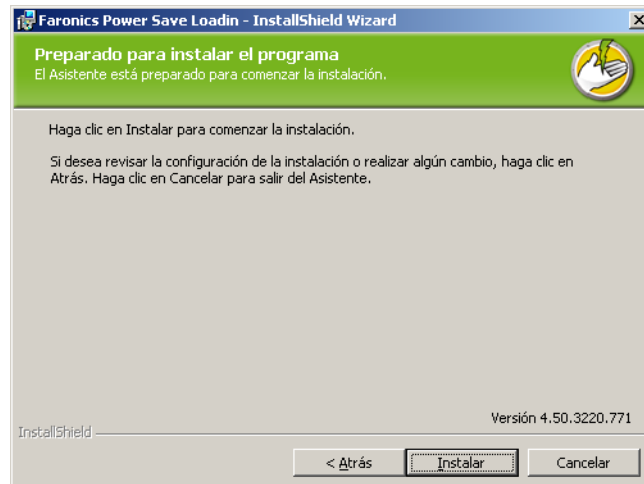 Faronics Power Save Loadin - InstallShield Wizard
Preparado para instalar el programa
El Asistente está preparado para comenzar la instalación.
Haga clic en Instalar para comenzar la instalación.
Si desea revisar la configuración de la instalación o realizar algún cambio, haga clic en
Atrás. Haga clic en Cancelar para salir del Asistente.
Versión 4.50.3220.771
InstallShield
< Atrás
Instalar
Cancelar